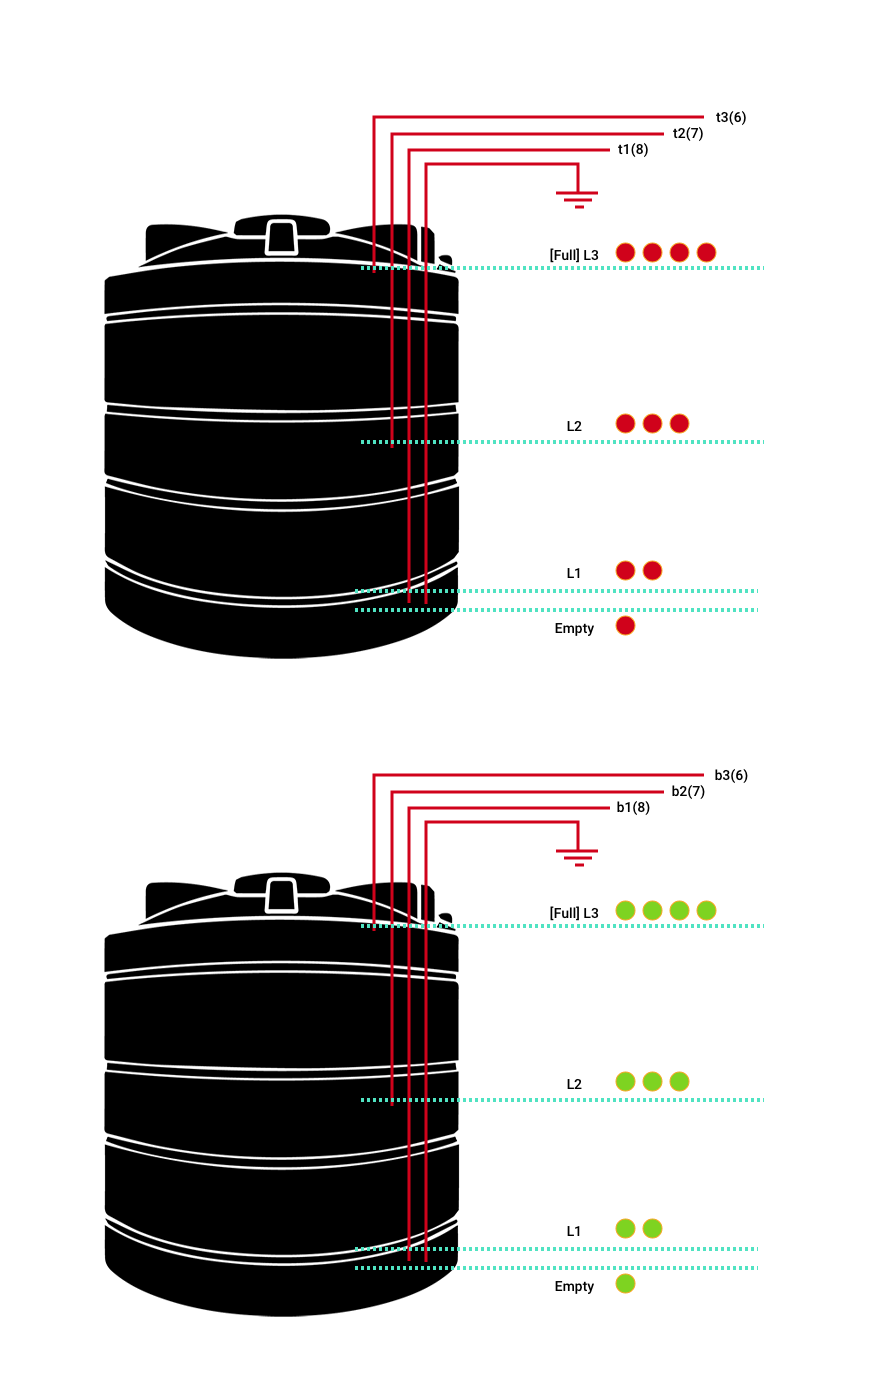 t3(6)
t2(7)
t1(8)
[Full] L3
L2
L1
Empty
b3(6)
b2(7)
b1(8)
[Full] L3
L2
L1
Empty